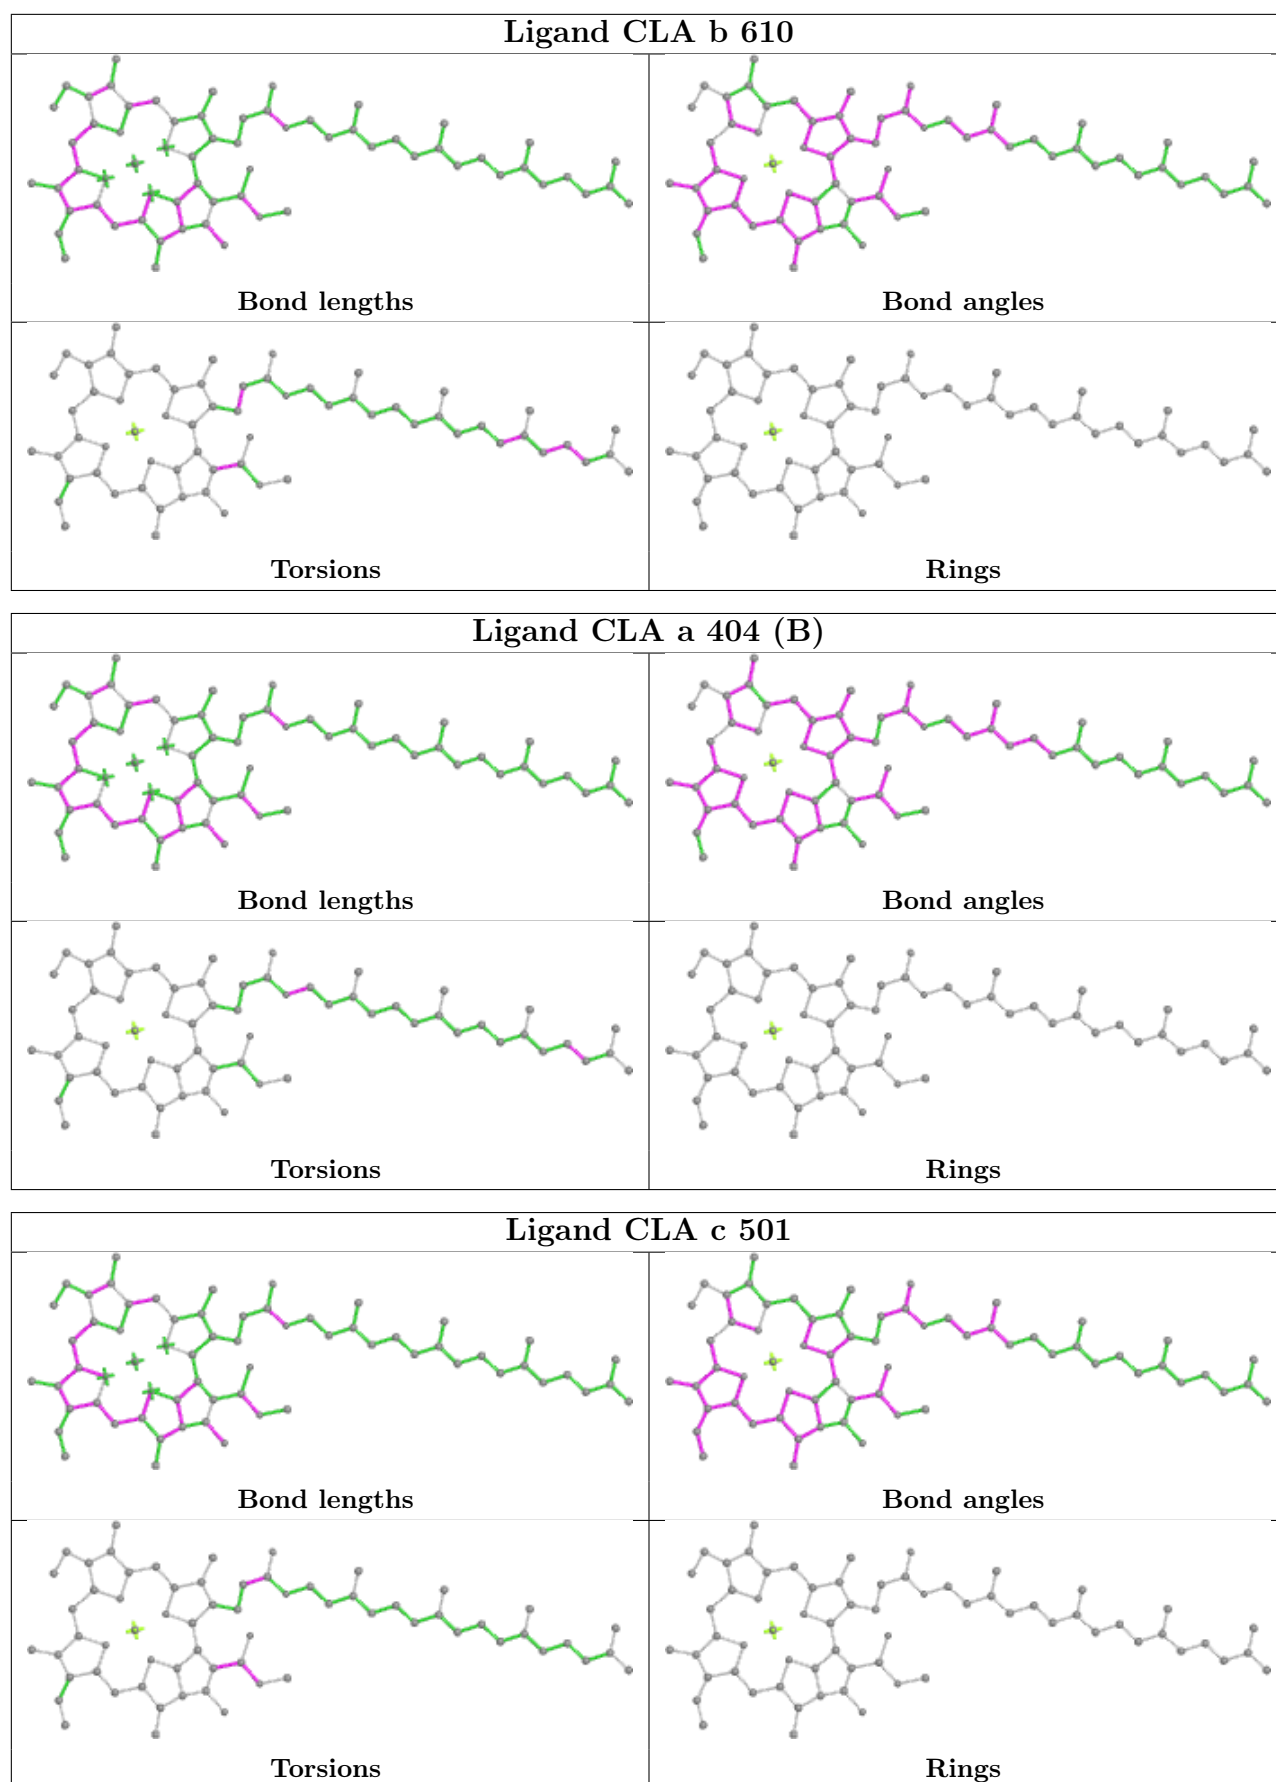 Ligand CLA b 610
Bond lengths
Bond angles
Torsions
Rings
Ligand CLA a 404 (B)
Bond lengths
Bond angles
Torsions
Rings
Ligand CLA c 501
Bond lengths
Bond angles
Torsions
Rings